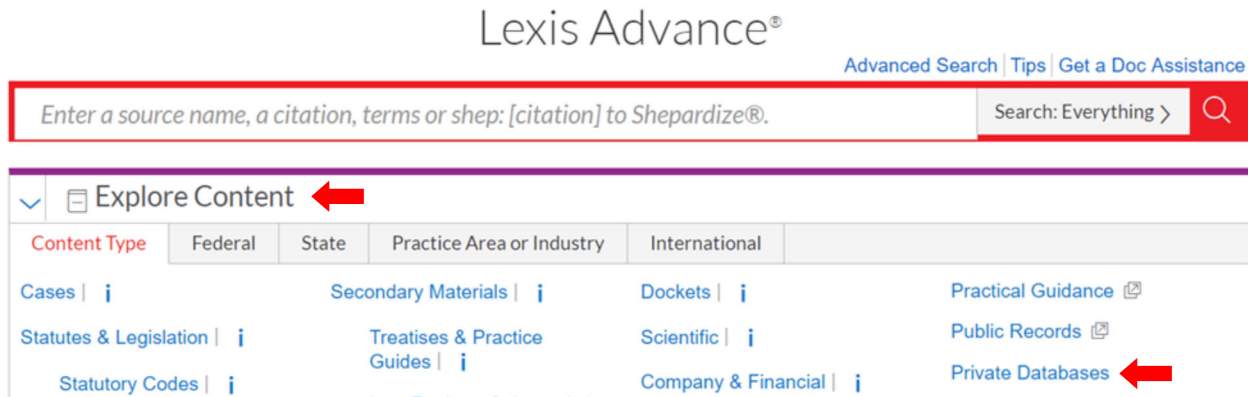 Lexis Advance®
Advanced Search | Tips | Get a Doc Assistance
Enter a source name, a citation, terms or shep: [citation] to Shepardize®.
Search: Everything >
Explore Content
Content Type
Federal
State
Practice Area or Industry
International
Cases | i
Statutes & Legislation | i
Statutory Codes | i
Secondary Materials | i
Treatises & Practice
Guides | i
Dockets | i
Scientific | i
Company & Financial | i
Practical Guidance
Public Records
Private Databases